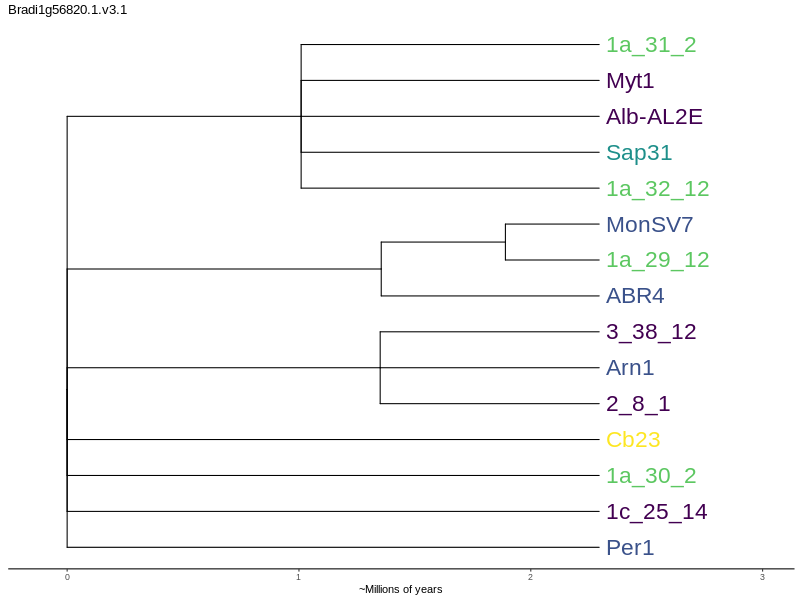 Bradi1g56820.1.v3.1
1a_31_2
Myt1
Alb-AL2E
Sap31
1a_32_12
MonSV7
1a_29_12
ABR4
3_38_12
Arn1
2_8_1
Cb23
1a_30_2
1c_25_14
Per1
0 1 2 3
~Millions of years